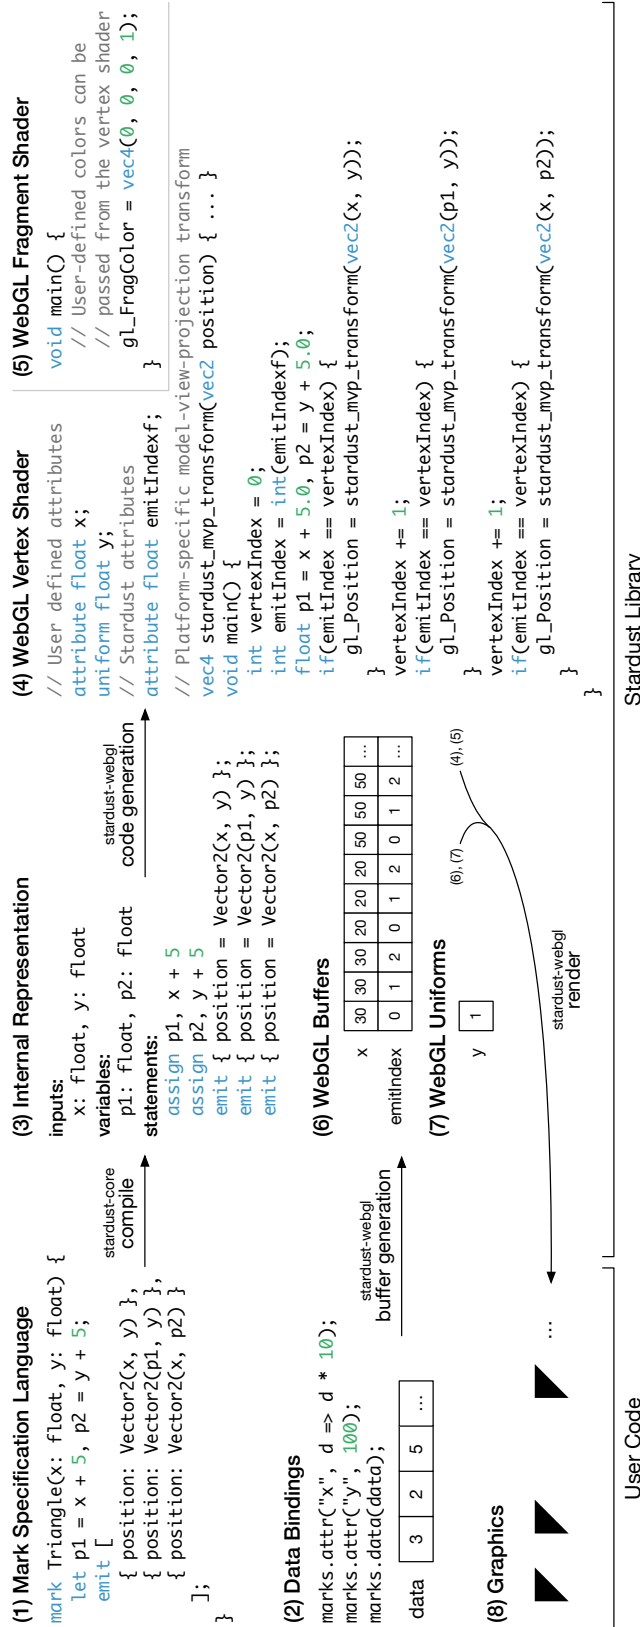 (1) Mark Specification Language
mark Triangle(x: float, y: float) {
let p1 = x + 5, p2 = y + 5;
emit [
{ position: Vector2(x, y) },
{ position: Vector2(p1, y) },
{ position: Vector2(x, p2) }
];
}
stardust-core
compile
(2) Data Bindings
marks.attr("x", d => d * 10);
marks.attr("y", 100);
marks.data(data);
data 3 2 5 ...
stardust-webgl
buffer generation
(3) Internal Representation
inputs:
x: float, y: float
variables:
p1: float, p2: float
statements:
assign p1, x + 5
assign p2, y + 5
emit { position = Vector2(x, y) };
emit { position = Vector2(p1, y) };
emit { position = Vector2(x, p2) };
stardust-webgl
code generation
(4) WebGL Vertex Shader
// User defined attributes
attribute float x;
uniform float y;
// Stardust attributes
attribute float emitIndexf;
// Platform-specific model-view-projection transform
vec4 stardust_mvp_transform(vec2 position) { ... }
void main() {
int vertexIndex = 0;
int emitIndex = int(emitIndexf);
float p1 = x + 5.0, p2 = y + 5.0;
if(emitIndex == vertexIndex) {
gl_Position = stardust_mvp_transform(vec2(x, y));
}
vertexIndex += 1;
if(emitIndex == vertexIndex) {
gl_Position = stardust_mvp_transform(vec2(p1, y));
}
vertexIndex += 1;
if(emitIndex == vertexIndex) {
gl_Position = stardust_mvp_transform(vec2(x, p2));
}
}
(5) WebGL Fragment Shader
void main() {
// User-defined colors can be
// passed from the vertex shader
gl_FragColor = vec4(0, 0, 0, 1);
}
(6) WebGL Buffers
x 30 30 30 20 20 20 50 50 50 ...
emitIndex 0 1 2 0 1 2 0 1 2 ...
(7) WebGL Uniforms
y 1
(6), (7)
(4), (5)
stardust-webgl
render
(8) Graphics
...
User Code
Stardust Library